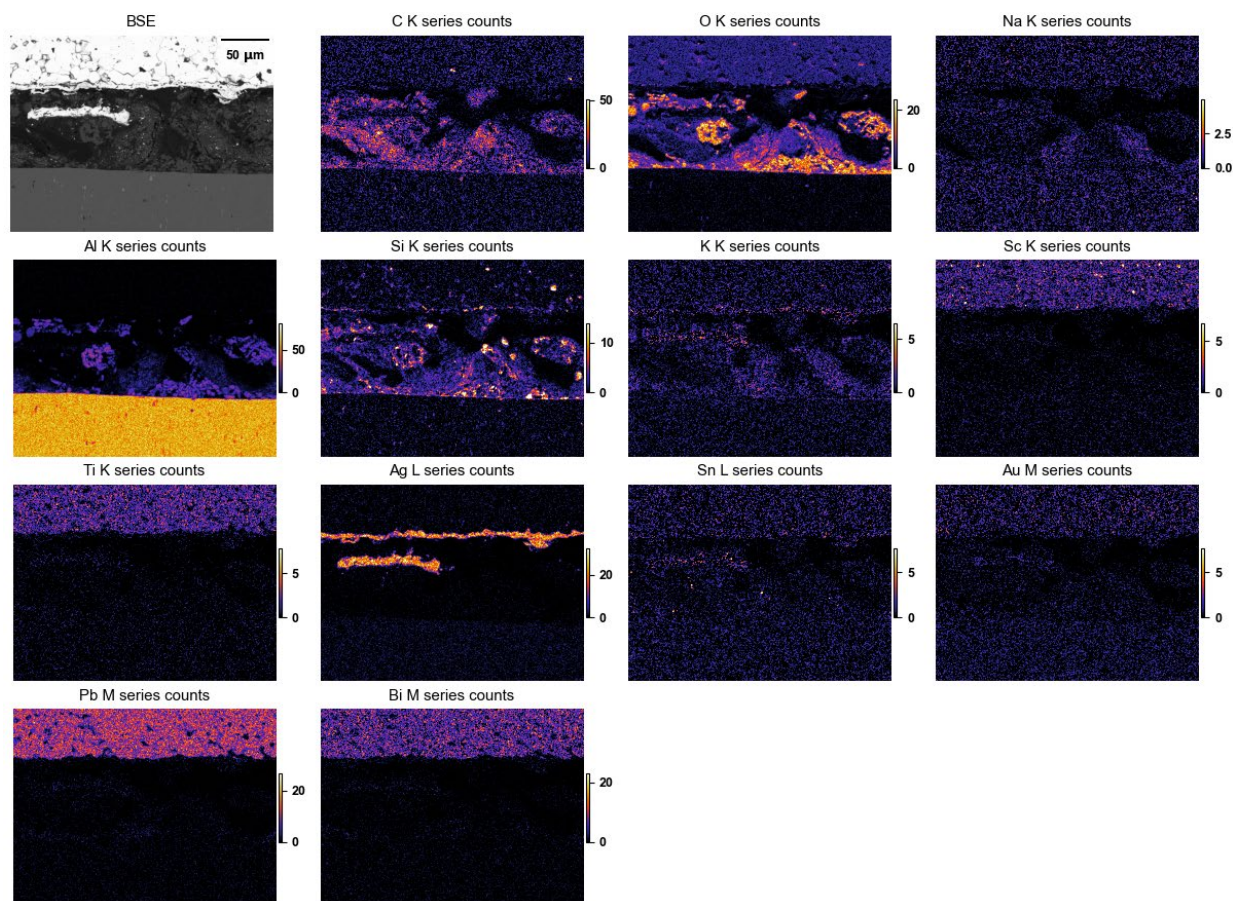 BSE
50 μm
C K series counts
50
0
O K series counts
20
0
Na K series counts
2.5
0.0
Al K series counts
50
0
Si K series counts
10
0
K K series counts
5
0
Sc K series counts
5
0
Ti K series counts
5
0
Ag L series counts
20
0
Sn L series counts
5
0
Au M series counts
5
0
Pb M series counts
20
0
Bi M series counts
20
0